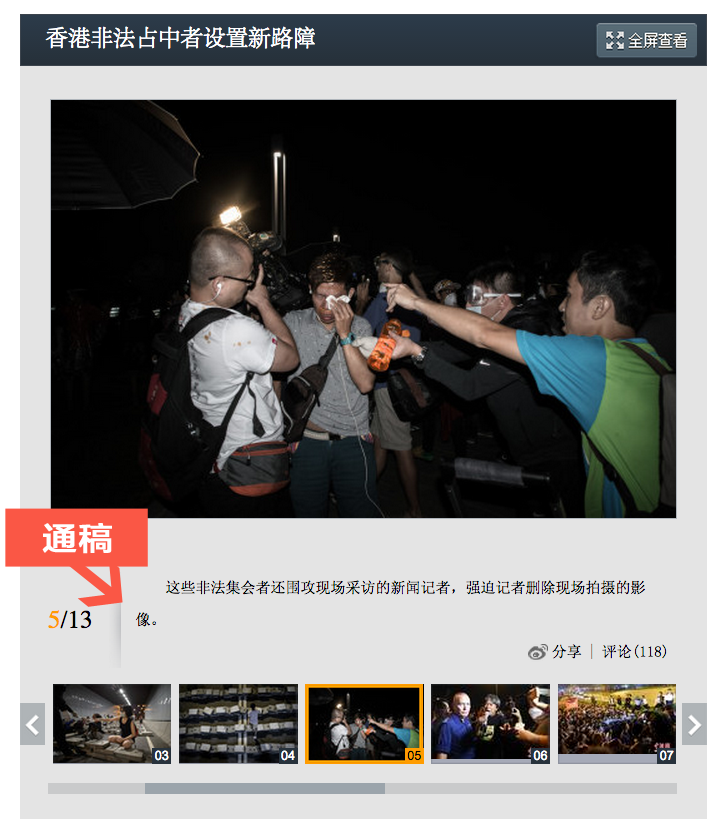 香港非法占中者设置新路障
全屏查看
通稿
这些非法集会者还围攻现场采访的新闻记者，强迫记者删除现场拍摄的影
5/13
像。
分享 | 评论(118)
03
04
05
06
07